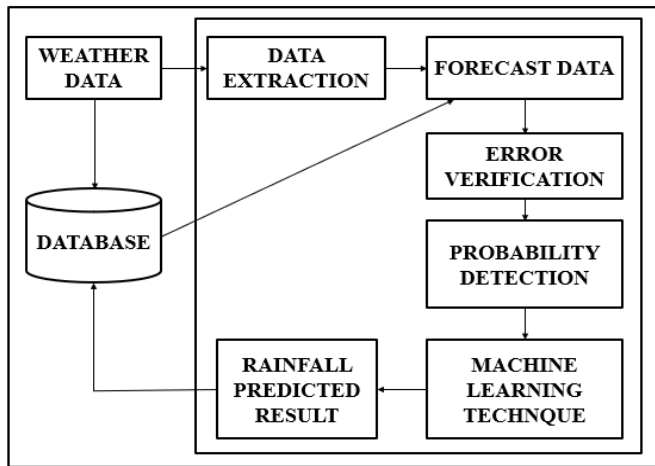 WEATHER
DATA
DATA
EXTRACTION
FORECAST DATA
ERROR
VERIFICATION
DATABASE
PROBABILITY
DETECTION
RAINFALL
PREDICTED
RESULT
MACHINE
LEARNING
TECHNQUE